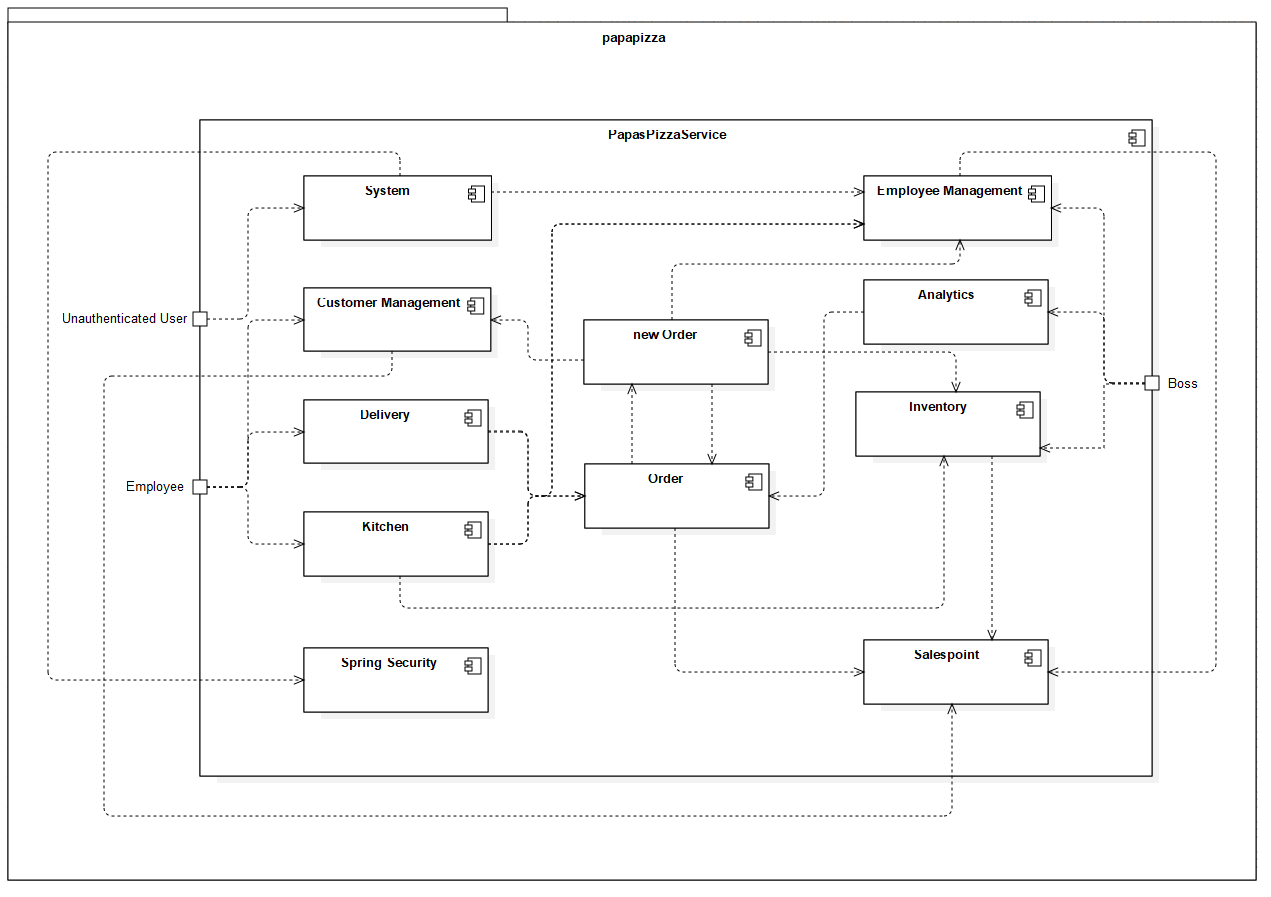 papapizza
PapasPizzaService
System
Employee Management
Customer Management
Analytics
Unauthenticated User
new Order
Boss
Delivery
Inventory
Employee
Order
Kitchen
Spring Security
Salespoint